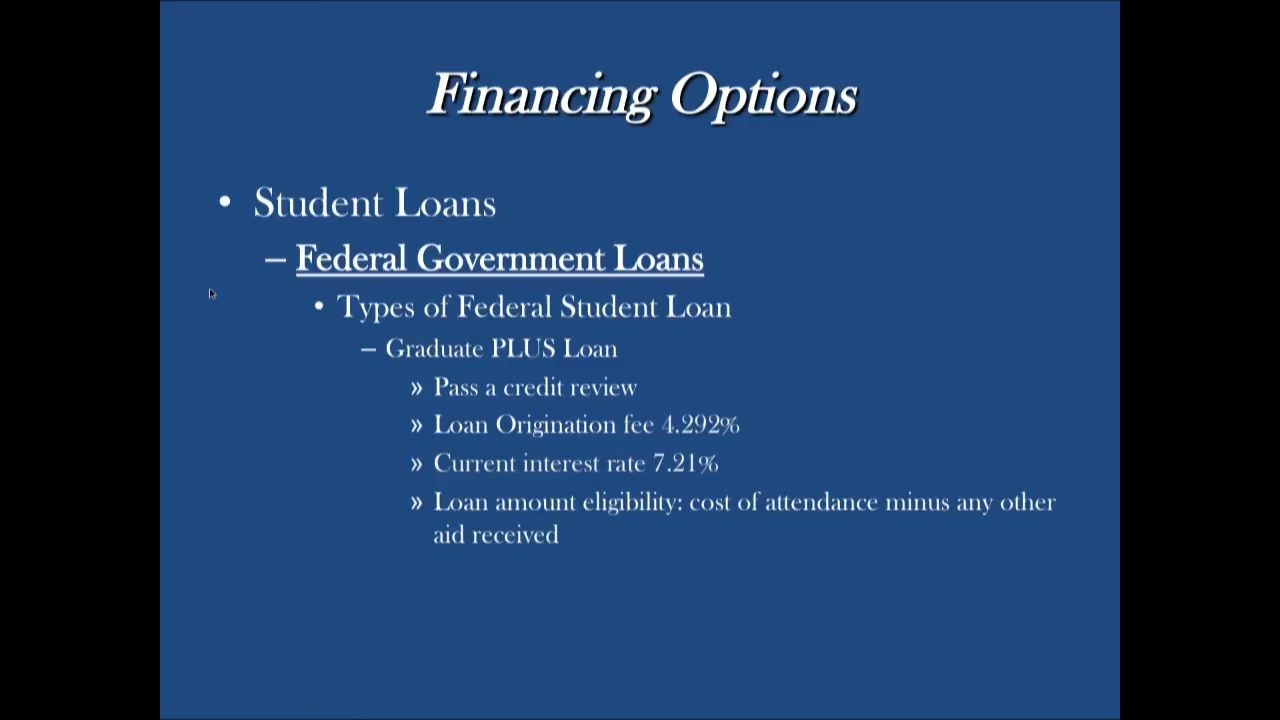 Financing Options
• Student Loans
– Federal Government Loans
• Types of Federal Student Loan
– Graduate PLUS Loan
» Pass a credit review
» Loan Origination fee 4.292%
» Current interest rate 7.21%
» Loan amount eligibility: cost of attendance minus any other
aid received